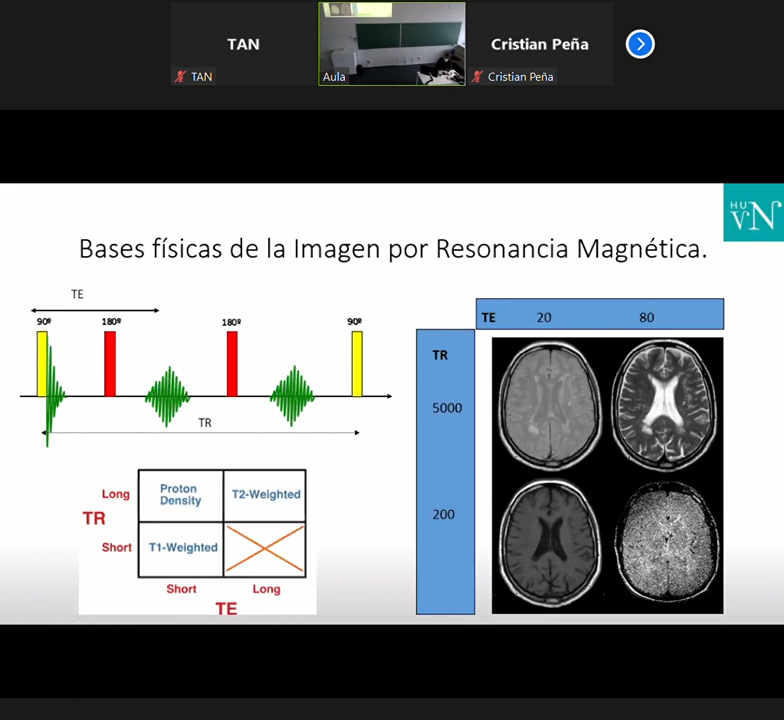 TAN
Cristian Peña
TAN
Aula
Cristian Peña
HU
VN
Bases físicas de la Imagen por Resonancia Magnética.
TE
90º
180º
180º
90º
TR
TE 20 80
TR
5000
200
Long
Proton
Density
T2-Weighted
TR
Short
T1-Weighted
Short
Long
TE